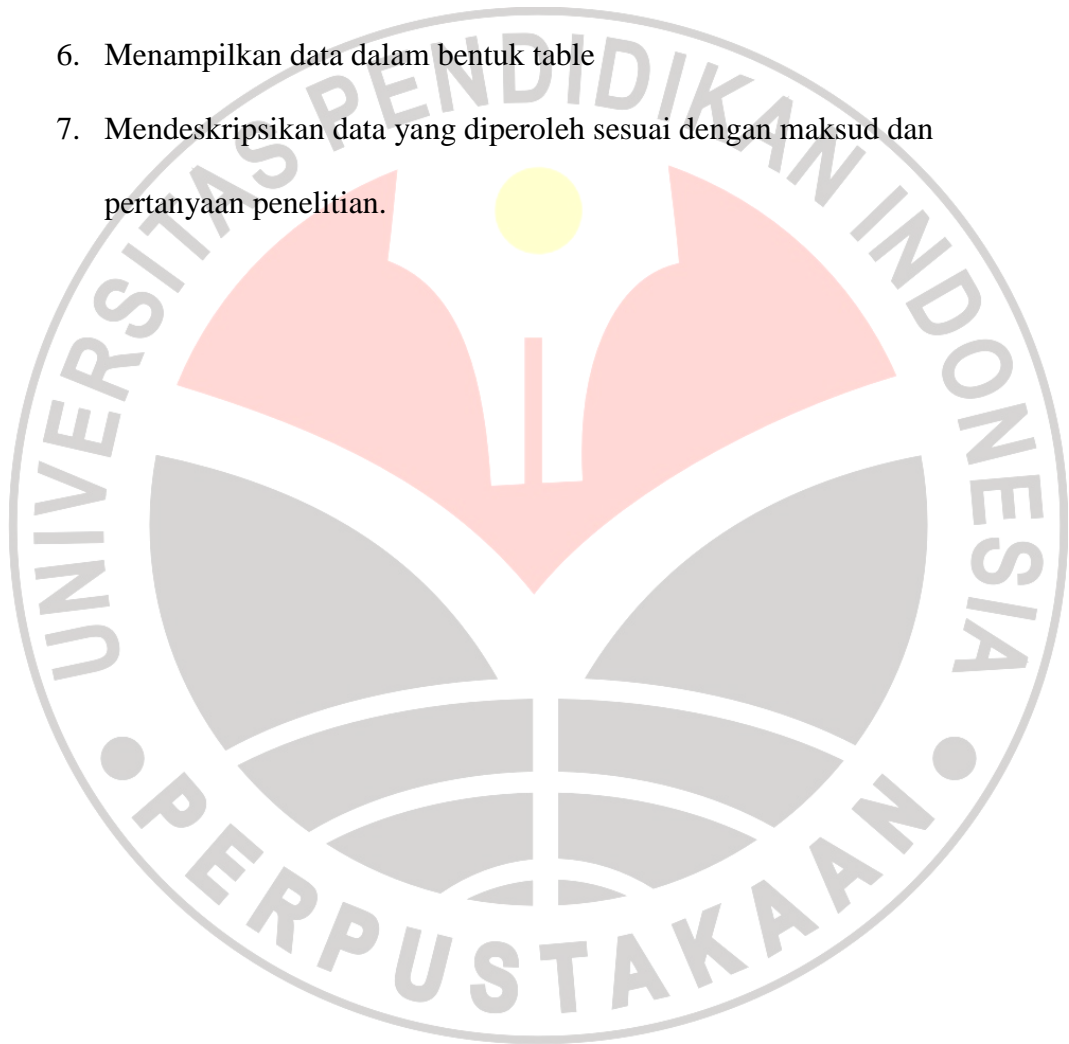 6. Menampilkan data dalam bentuk table
7. Mendeskripsikan data yang diperoleh sesuai dengan maksud dan
pertanyaan penelitian.
UNIVERSITAS PENDIDIKAN INDONESIA
PERPUSTAKAAN